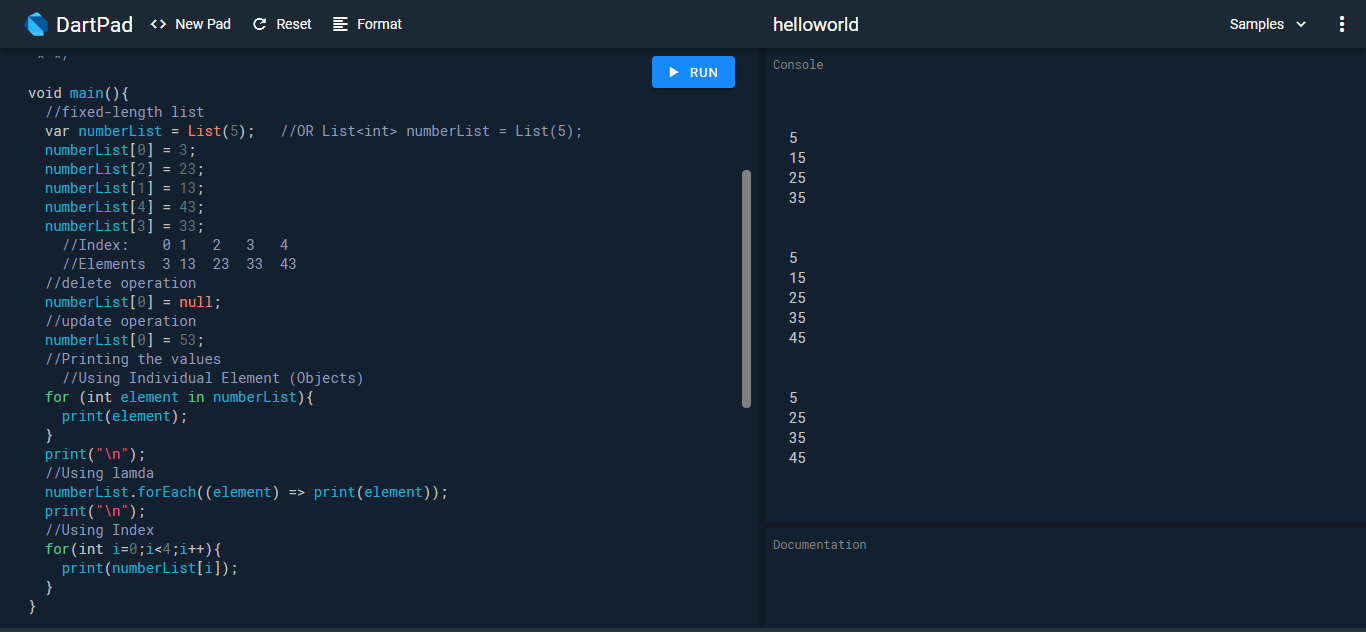 DartPad <> New Pad Reset Format helloworld Samples
RUN
void main(){
//fixed-length list
var numberList = List(5);   //OR List<int> numberList = List(5);
numberList[0] = 3;
numberList[2] = 23;
numberList[1] = 13;
numberList[4] = 43;
numberList[3] = 33;
//Index:    0 1   2   3   4
//Elements  3 13  23  33  43
//delete operation
numberList[0] = null;
//update operation
numberList[0] = 53;
//Printing the values
//Using Individual Element (Objects)
for (int element in numberList){
print(element);
}
print("\n");
//Using lamda
numberList.forEach((element) => print(element));
print("\n");
//Using Index
for(int i=0;i<4;i++){
print(numberList[i]);
}
}
Console
5
15
25
35
5
15
25
35
45
5
25
35
45
Documentation